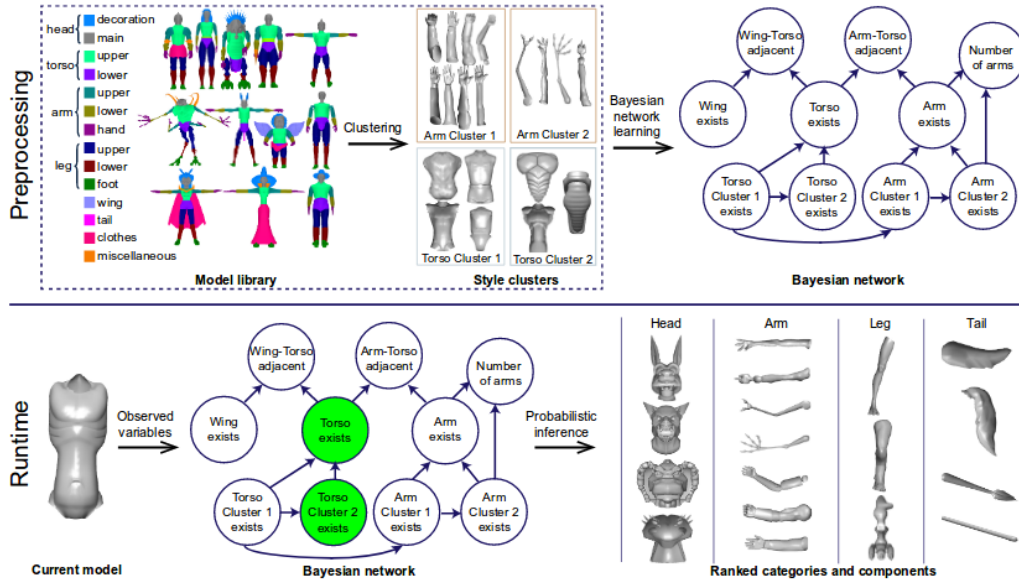 Preprocessing
head
decoration
main
torso
upper
lower
arm
upper
lower
hand
leg
upper
lower
foot
wing
tail
clothes
miscellaneous
Model library
Clustering
Arm Cluster 1
Arm Cluster 2
Torso Cluster 1
Torso Cluster 2
Style clusters
Bayesian
network
learning
Wing-Torso
adjacent
Arm-Torso
adjacent
Number
of arms
Wing
exists
Torso
exists
Arm
exists
Torso
Cluster 1
exists
Torso
Cluster 2
exists
Arm
Cluster 1
exists
Arm
Cluster 2
exists
Bayesian network
Runtime
Current model
Observed
variables
Wing-Torso
adjacent
Arm-Torso
adjacent
Number
of arms
Wing exists
Torso
exists
Arm
exists
Torso
Cluster 1
exists
Torso
Cluster 2
exists
Arm
Cluster 1
exists
Arm
Cluster 2
exists
Bayesian network
Probabilistic
inference
Head
Arm
Leg
Tail
Ranked categories and components